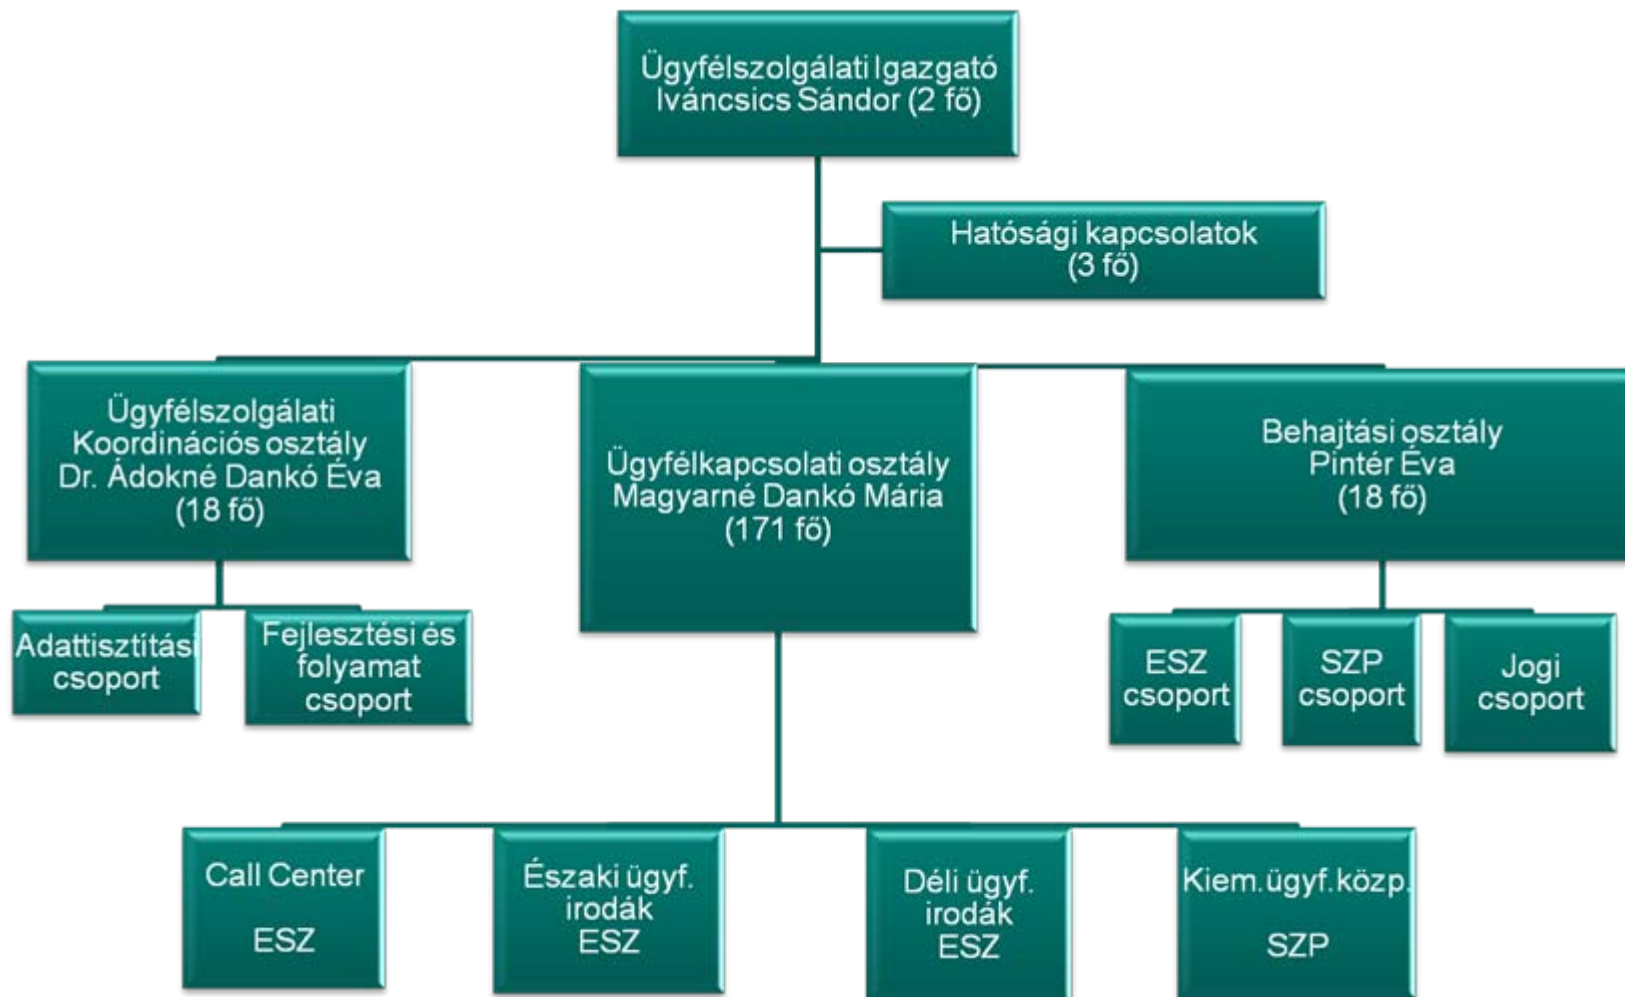 Ügyfélszolgálati Igazgató
Iváncsics Sándor (2 fő)
Hatósági kapcsolatok
(3 fő)
Ügyfélszolgálati
Koordinációs osztály
Dr. Ádokné Dankó Éva
(18 fő)
Ügyfélkapcsolati osztály
Magyarné Dankó Mária
(171 fő)
Behajtási osztály
Pintér Éva
(18 fő)
Adattisztítási
csoport
Fejlesztési és
folyamat
csoport
ESZ
csoport
SZP
csoport
Jogi
csoport
Call Center
ESZ
Északi ügyf.
irodák
ESZ
Déli ügyf.
irodák
ESZ
Kiem.ügyf.közp.
SZP